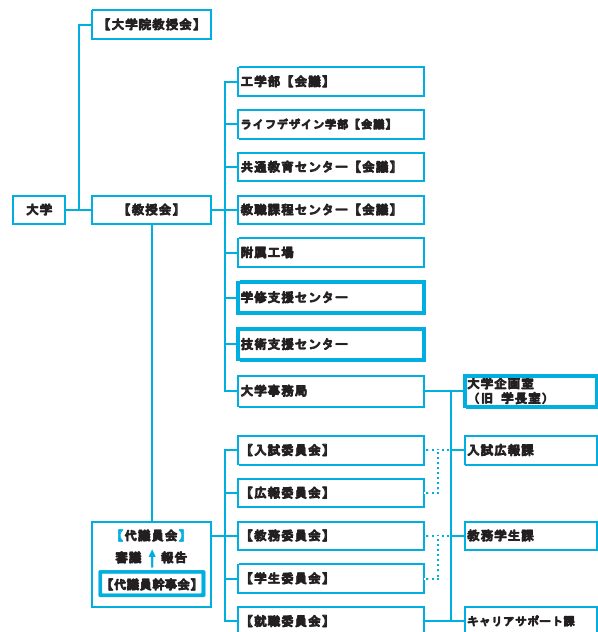 【大学院教授会】
工学部【会議】
ライフデザイン学部【会議】
共通教育センター【会議】
大学
【教授会】
教職課程センター【会議】
附属工場
学修支援センター
技術支援センター
大学事務局
大学企画室
（旧 学長室）
【入試委員会】
入試広報課
【広報委員会】
【代議員会】
審議 報告
【代議員幹事会】
【教務委員会】
教務学生課
【学生委員会】
【就職委員会】
キャリアサポート課